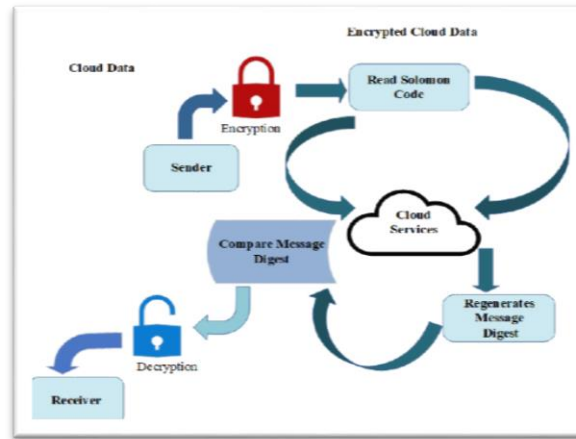 Encrypted Cloud Data
Cloud Data
Read Solomon
Code
Encryption
Sender
Cloud
Services
Compare Message
Digest
Regenerates
Message
Digest
Decryption
Receiver